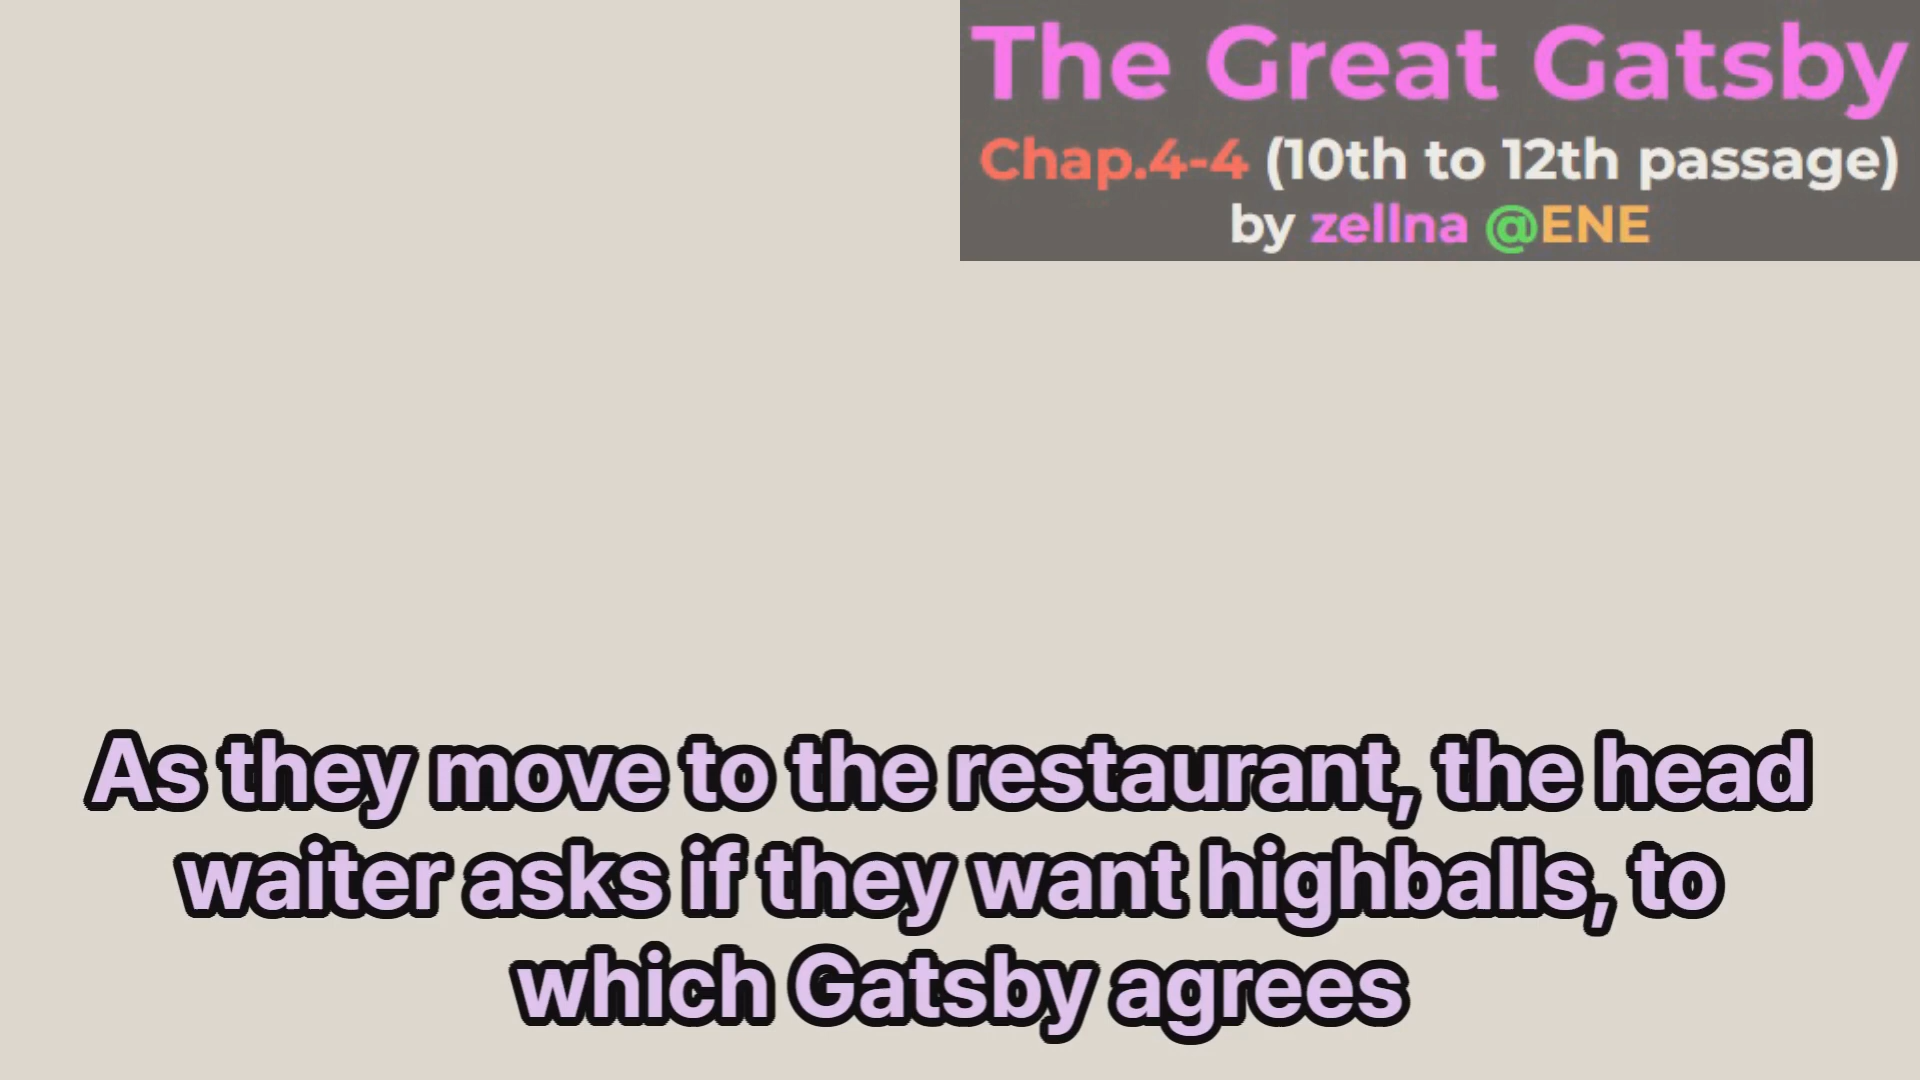 The Great Gatsby
Chap.4-4 (10th to 12th passage)
by zellna @ENE
As they move to the restaurant, the head
waiter asks if they want highballs, to
which Gatsby agrees